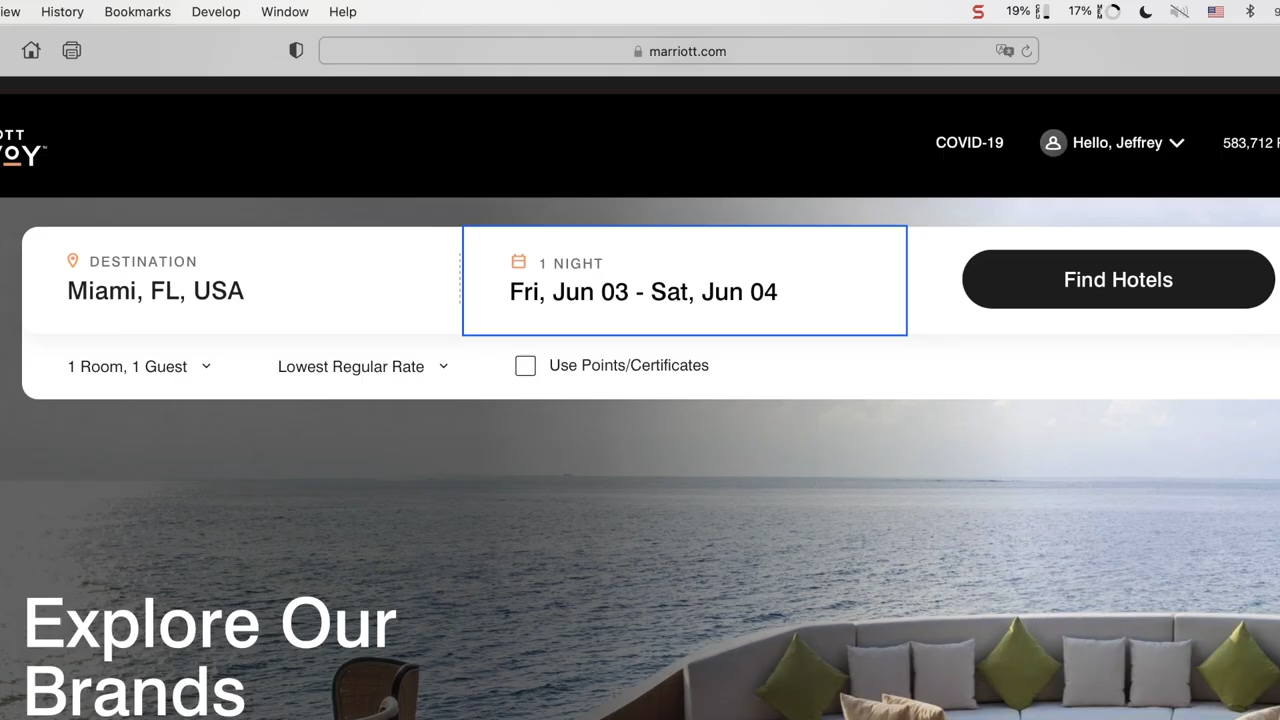 History Bookmarks Develop Window Help 19% 17%
marriott.com
COVID-19 Hello, Jeffrey 583,712
DESTINATION
Miami, FL, USA
1 NIGHT
Fri, Jun 03 - Sat, Jun 04
Find Hotels
1 Room, 1 Guest Lowest Regular Rate Use Points/Certificates
Explore Our
Brands